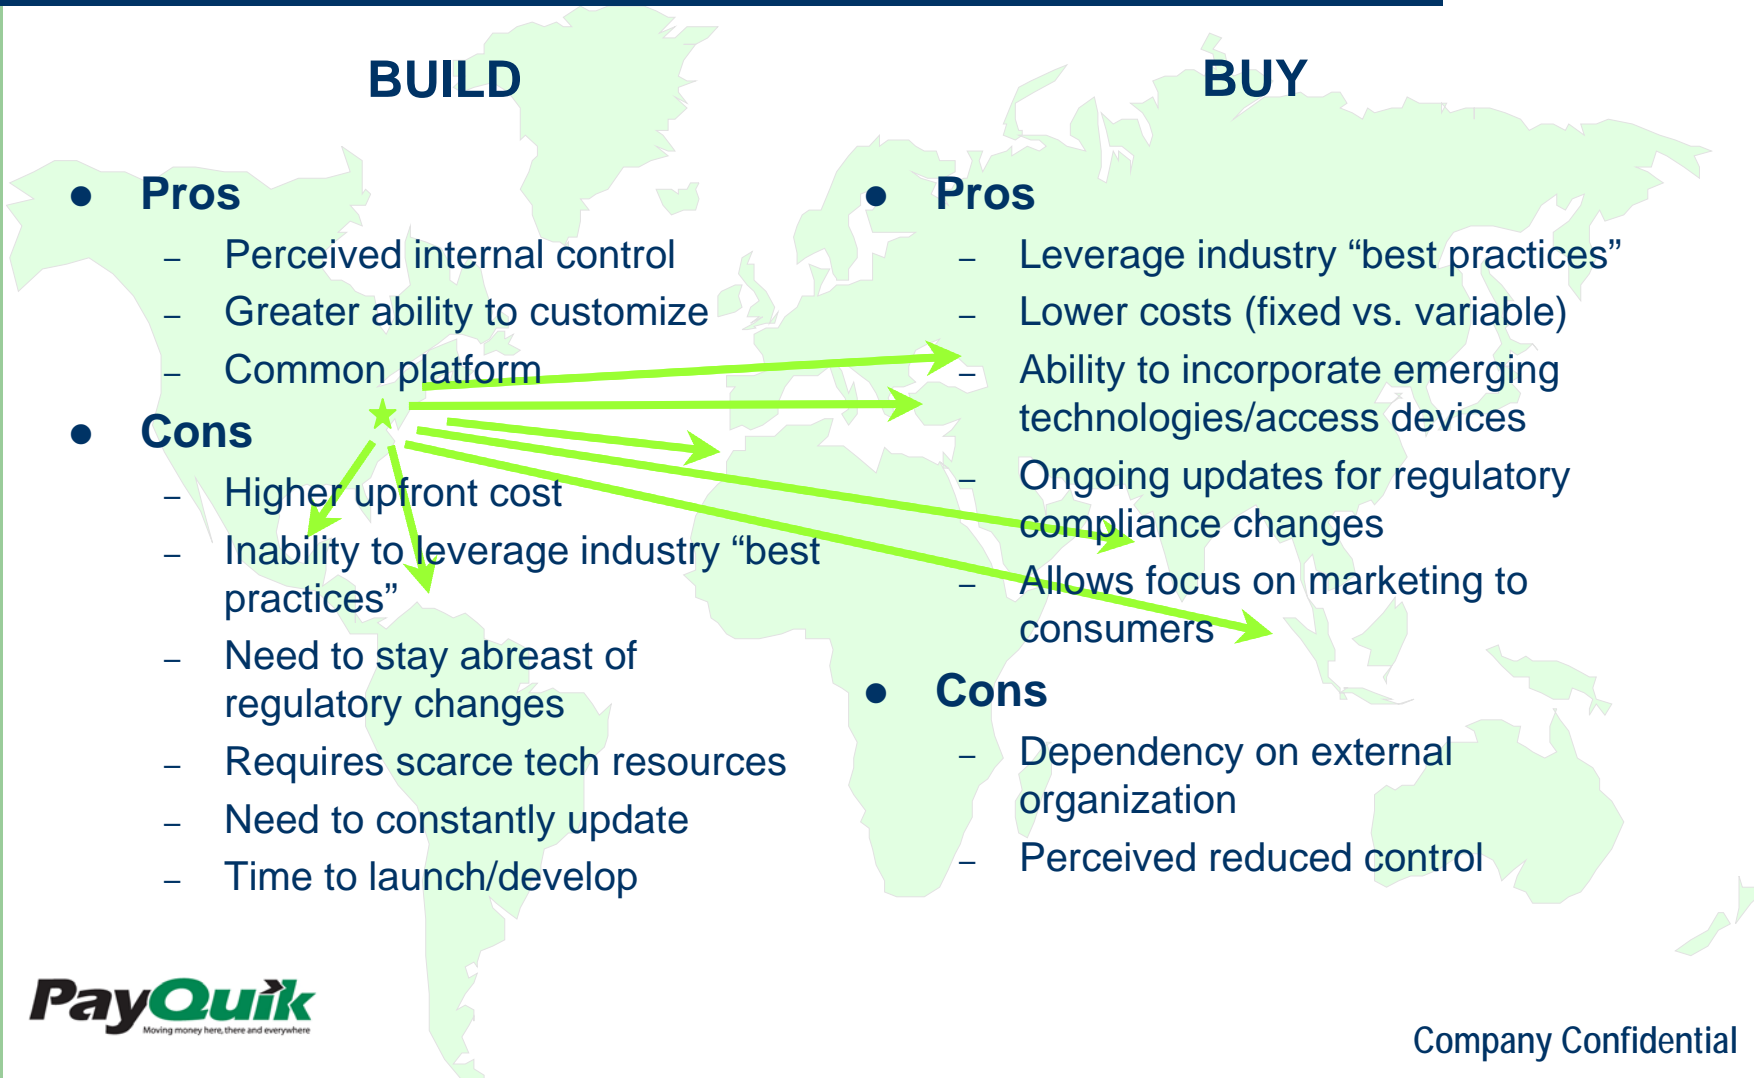 BUILD
● Pros
– Perceived internal control
– Greater ability to customize
– Common platform
● Cons
– Higher upfront cost
– Inability to leverage industry “best
practices”
– Need to stay abreast of
regulatory changes
– Requires scarce tech resources
– Need to constantly update
– Time to launch/develop
BUY
● Pros
– Leverage industry “best practices”
– Lower costs (fixed vs. variable)
– Ability to incorporate emerging
technologies/access devices
– Ongoing updates for regulatory
compliance changes
– Allows focus on marketing to
consumers
● Cons
– Dependency on external
organization
– Perceived reduced control
PayQuik
Moving money here, there and everywhere
Company Confidential